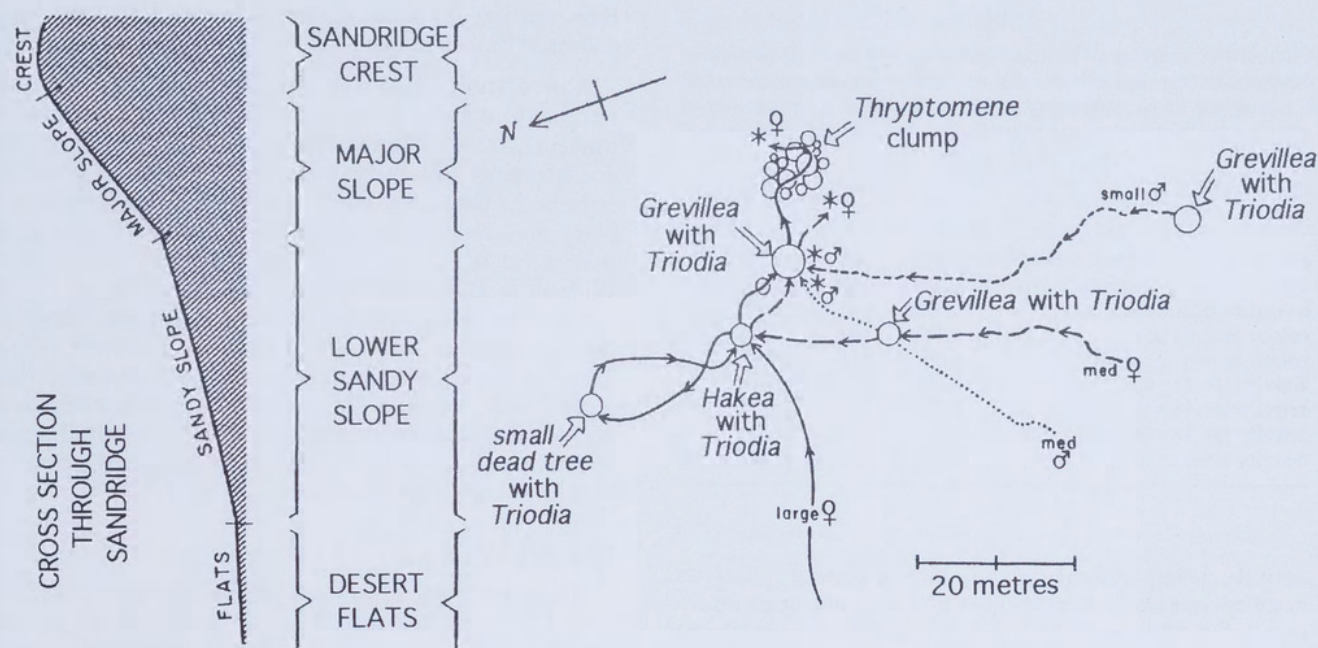 CREST
MAJOR SLOPE
SANDY SLOPE
FLATS
CROSS SECTION
THROUGH
SANDRIDGE
SANDRIDGE
CREST
MAJOR
SLOPE
LOWER
SANDY
SLOPE
DESERT
FLATS
N
*♀
Thryptomene
clump
*♀
Grevillea
with
Triodia
*♂
*
♂
small ♂
Grevillea
with
Triodia
Grevillea with Triodia
med ♀
med
♂
Hakea
with
Triodia
small
dead tree
with
Triodia
large ♀
20 metres